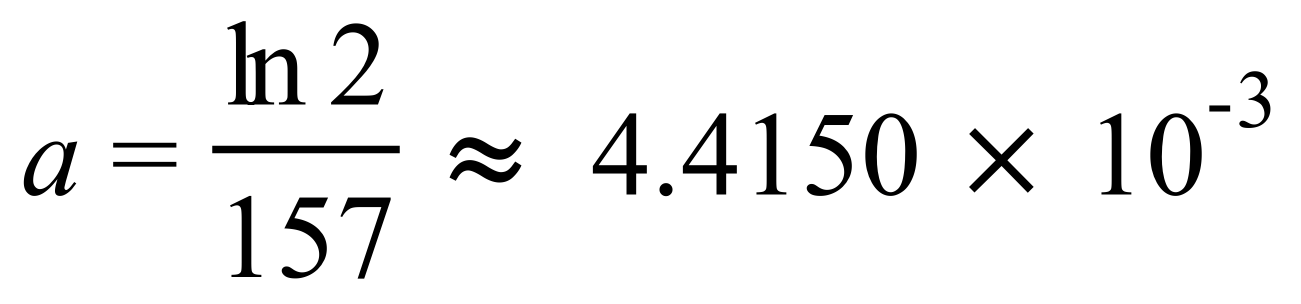 a = ln 2 / 157 ≈ 4.4150 × 10^-3